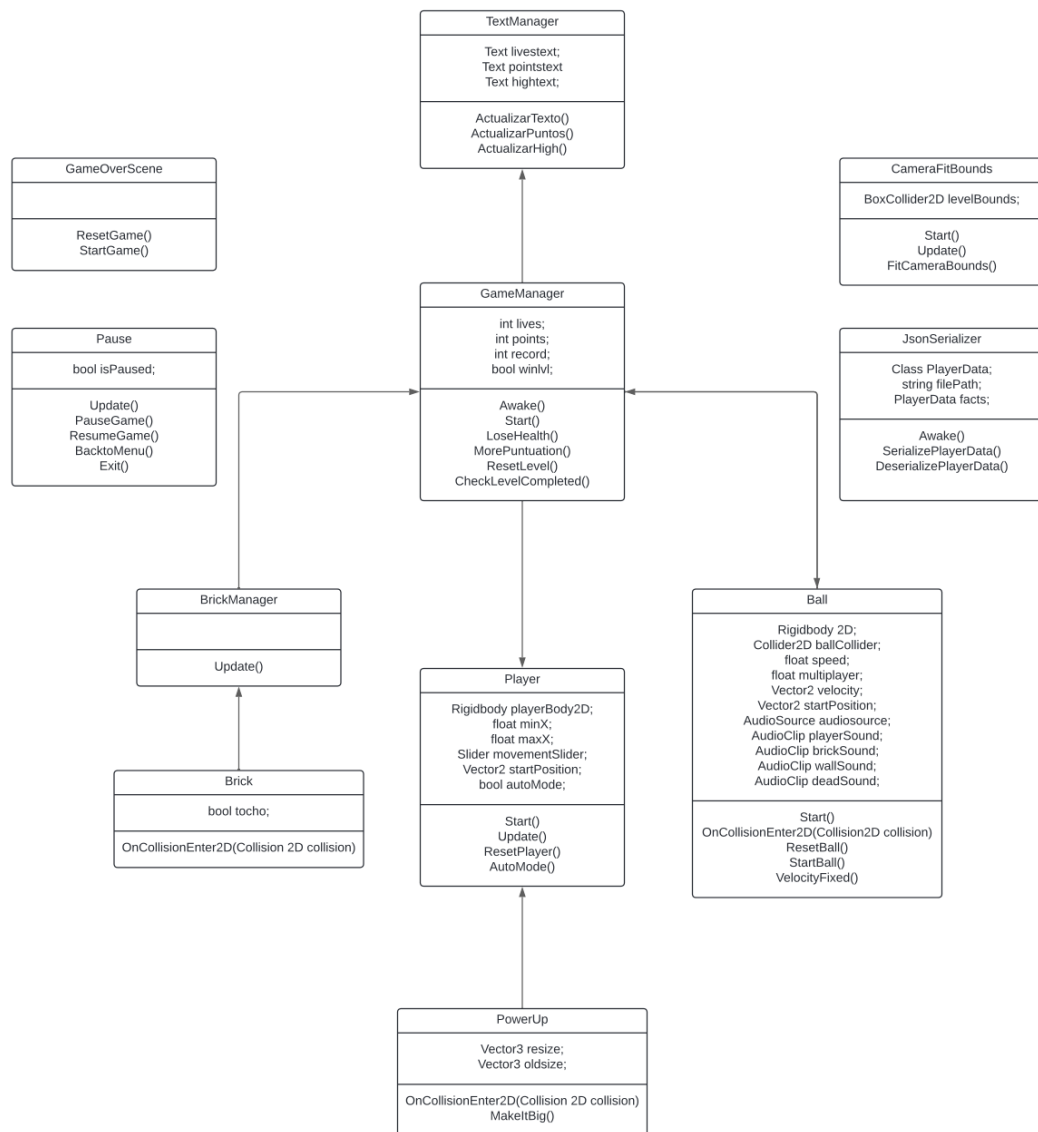 TextManager
Text livestext;
Text pointstext
Text hightext;
ActualizarTexto()
ActualizarPuntos()
ActualizarHigh()
GameOverScene
ResetGame()
StartGame()
CameraFitBounds
BoxCollider2D levelBounds;
Start()
Update()
FitCameraBounds()
GameManager
int lives;
int points;
int record;
bool winlvl;
Awake()
Start()
LoseHealth()
MorePuntuation()
ResetLevel()
CheckLevelCompleted()
Pause
bool isPaused;
Update()
PauseGame()
ResumeGame()
BacktoMenu()
Exit()
JsonSerializer
Class PlayerData;
string filePath;
PlayerData facts;
Awake()
SerializePlayerData()
DeserializePlayerData()
BrickManager
Update()
Ball
Rigidbody 2D;
Collider2D ballCollider;
float speed;
float multiplayer;
Vector2 velocity;
Vector2 startPosition;
AudioSource audiosource;
AudioClip playerSound;
AudioClip brickSound;
AudioClip wallSound;
AudioClip deadSound;
Start()
OnCollisionEnter2D(Collision2D collision)
ResetBall()
StartBall()
VelocityFixed()
Player
Rigidbody playerBody2D;
float minX;
float maxX;
Slider movementSlider;
Vector2 startPosition;
bool autoMode;
Start()
Update()
ResetPlayer()
AutoMode()
Brick
bool tocho;
OnCollisionEnter2D(Collision 2D collision)
PowerUp
Vector3 resize;
Vector3 oldsize;
OnCollisionEnter2D(Collision 2D collision)
MakeItBig()